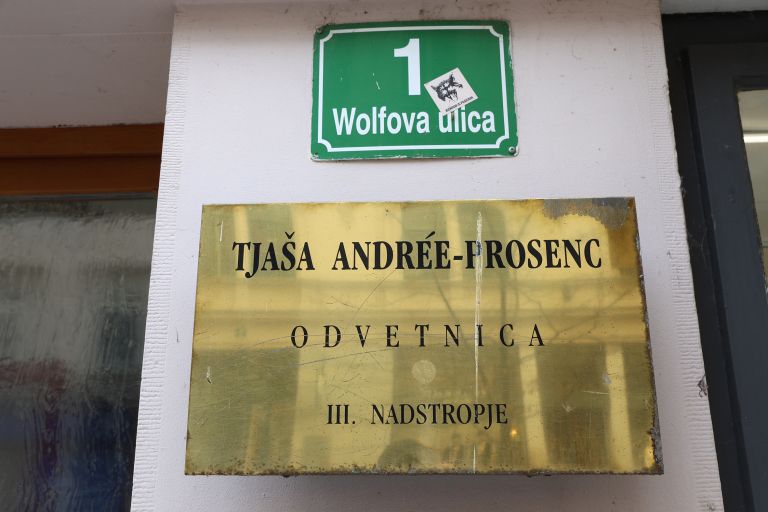 1
Wolfova ulica
TJAŠA ANDRÉE-PROSENC
ODVETNICA
III. NADSTROPJE